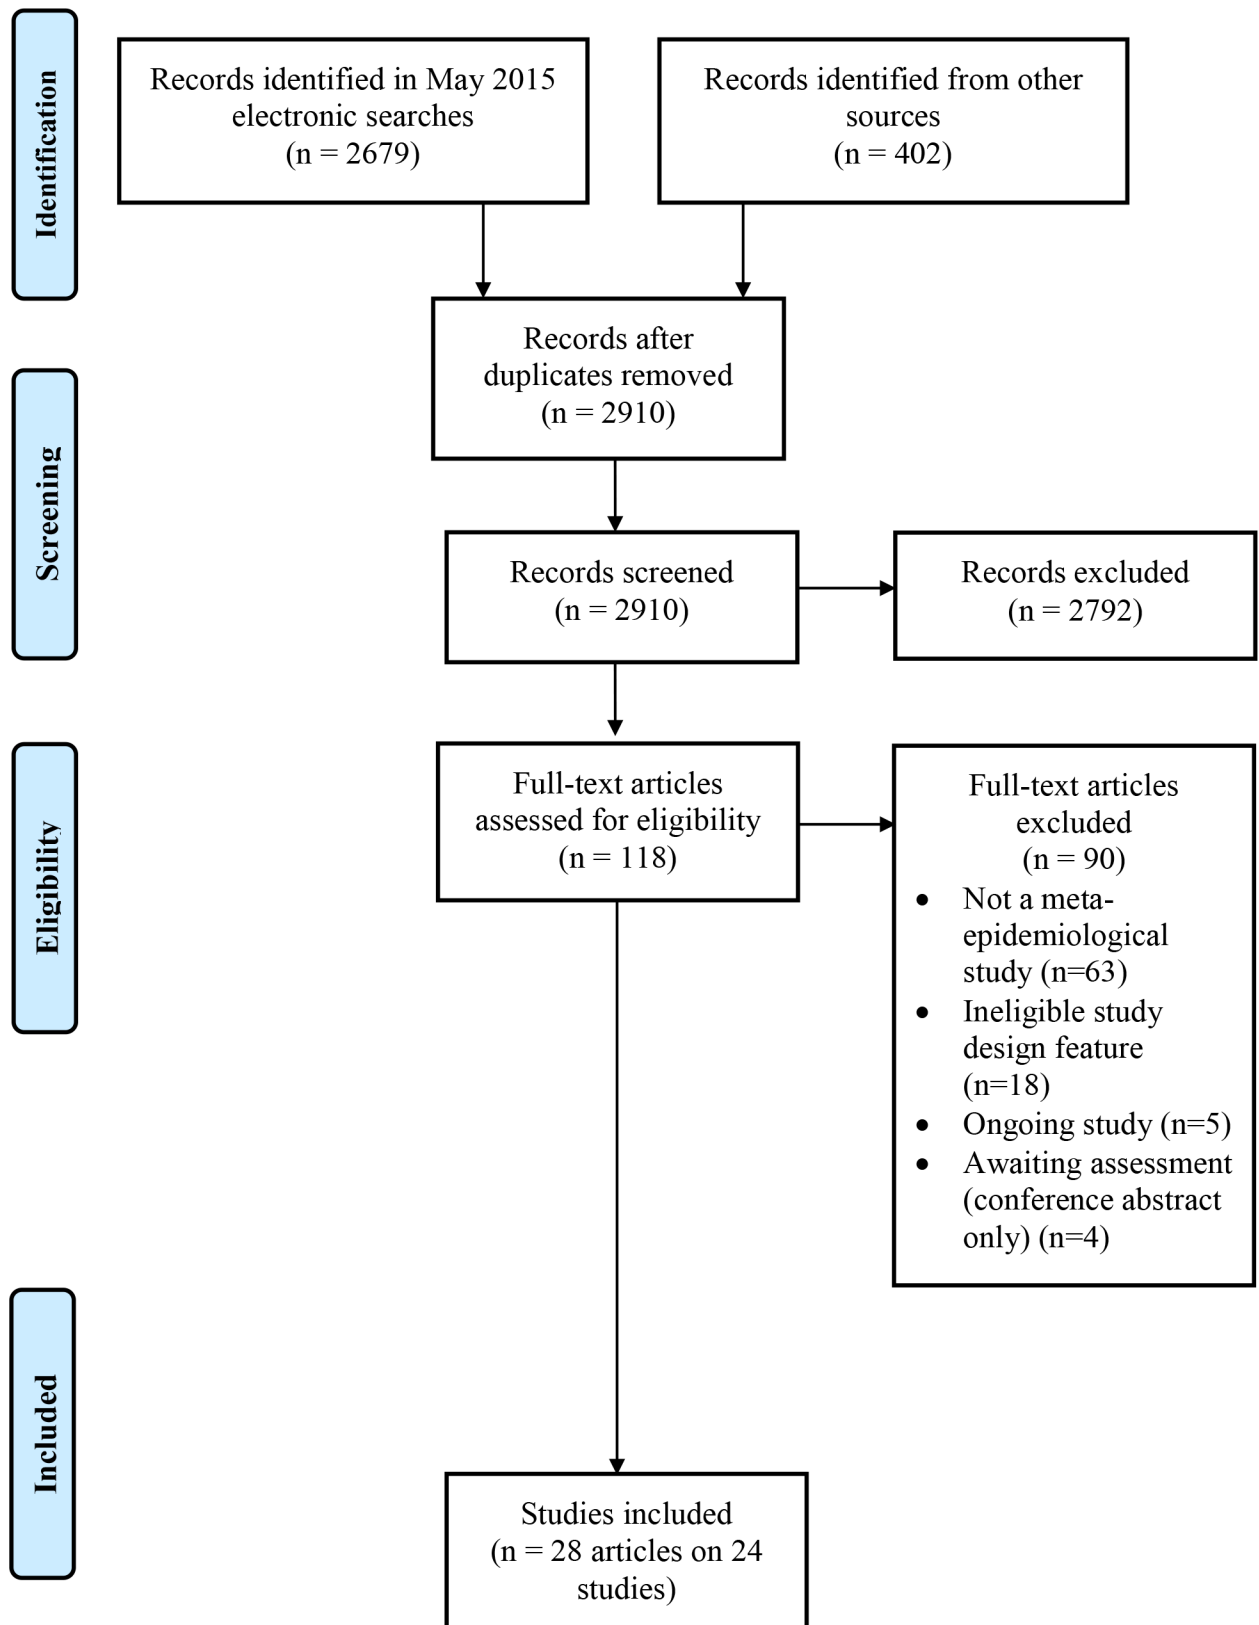 Identification
Records identified in May 2015
electronic searches
(n = 2679)
Records identified from other
sources
(n = 402)
Records after
duplicates removed
(n = 2910)
Screening
Records screened
(n = 2910)
Records excluded
(n = 2792)
Eligibility
Full-text articles
assessed for eligibility
(n = 118)
Full-text articles
excluded
(n = 90)
• Not a meta-
epidemiological
study (n=63)
• Ineligible study
design feature
(n=18)
• Ongoing study (n=5)
• Awaiting assessment
(conference abstract
only) (n=4)
Included
Studies included
(n = 28 articles on 24
studies)